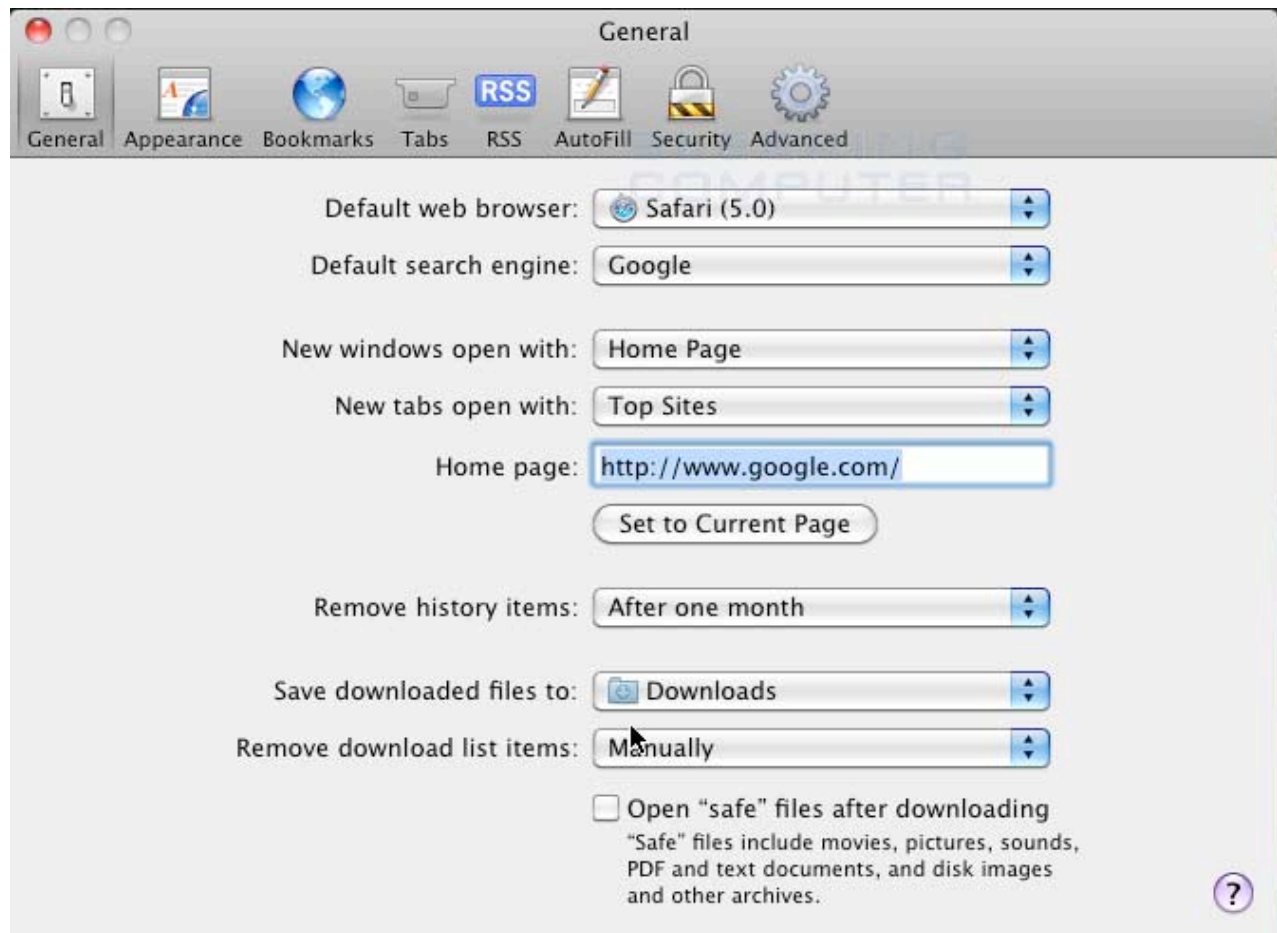 General
RSS
General Appearance Bookmarks Tabs RSS AutoFill Security Advanced
COMPUTER
Default web browser: Safari (5.0)
Default search engine: Google
New windows open with: Home Page
New tabs open with: Top Sites
Home page: http://www.google.com/
Set to Current Page
Remove history items: After one month
Save downloaded files to: Downloads
Remove download list items: Manually
Open “safe” files after downloading
“Safe” files include movies, pictures, sounds,
PDF and text documents, and disk images
and other archives.
?